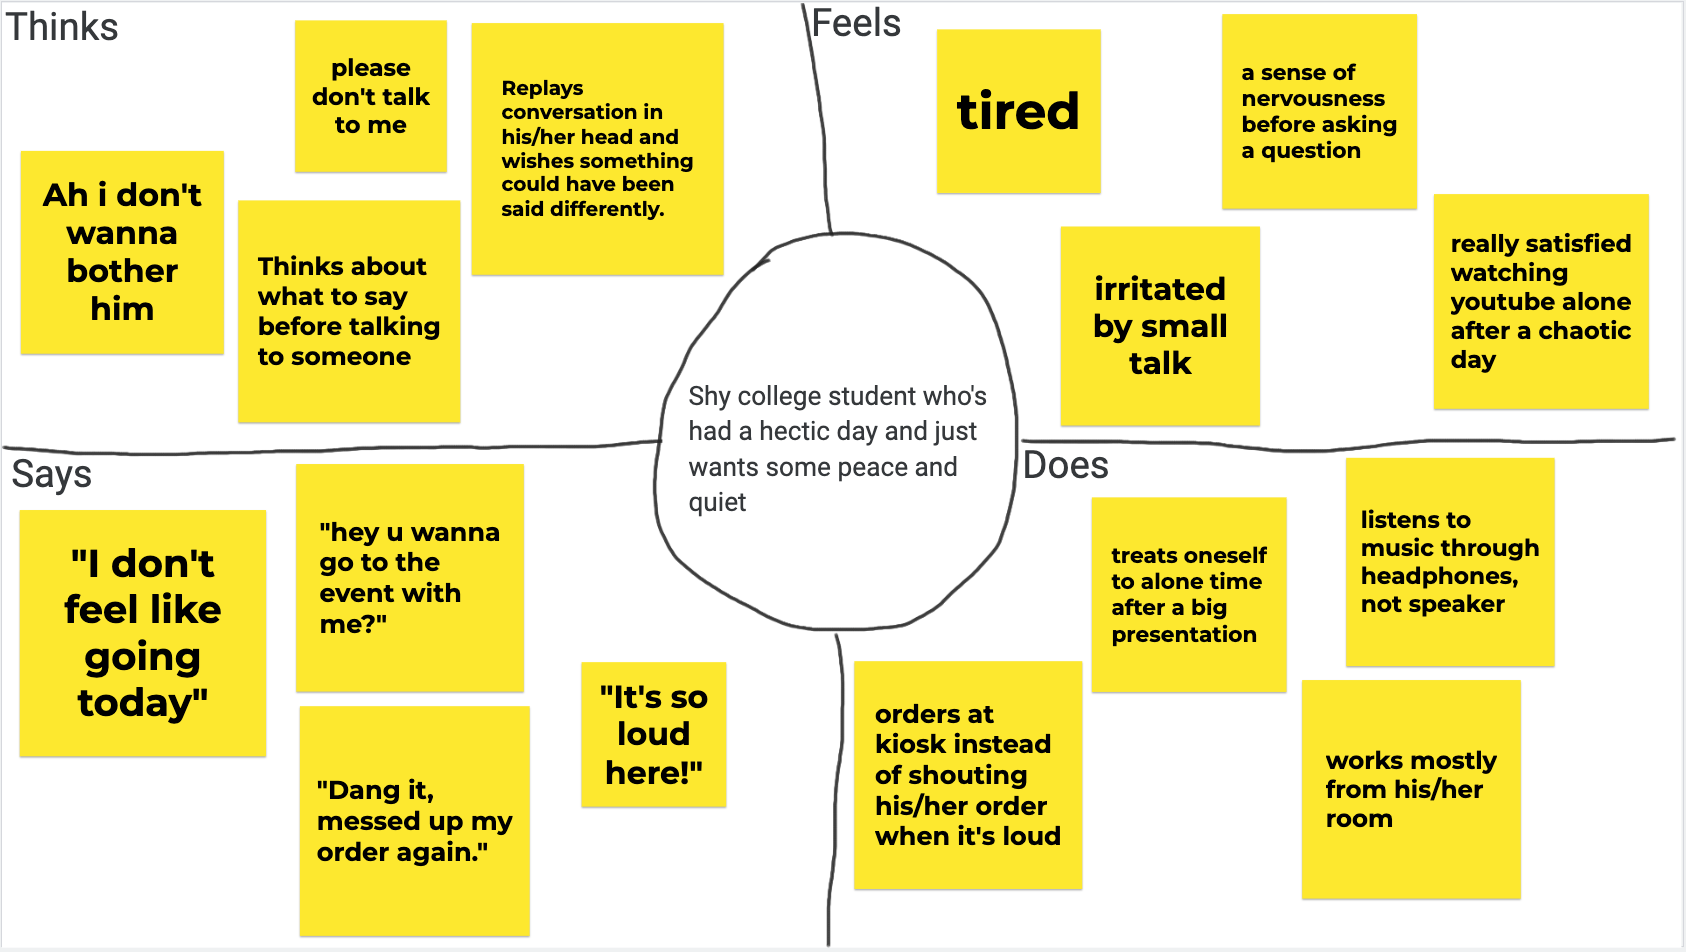 Thinks
please
don't talk
to me
Replays
conversation in
his/her head and
wishes something
could have been
said differently.
Ah i don't
wanna
bother
him
Thinks about
what to say
before talking
to someone
Feels
tired
a sense of
nervousness
before asking
a question
irritated
by small
talk
really satisfied
watching
youtube alone
after a chaotic
day
Shy college student who's
had a hectic day and just
wants some peace and
quiet
Says
"I don't
feel like
going
today"
"hey u wanna
go to the
event with
me?"
"It's so
loud
here!"
"Dang it,
messed up my
order again."
Does
treats oneself
to alone time
after a big
presentation
listens to
music through
headphones,
not speaker
orders at
kiosk instead
of shouting
his/her order
when it's loud
works mostly
from his/her
room